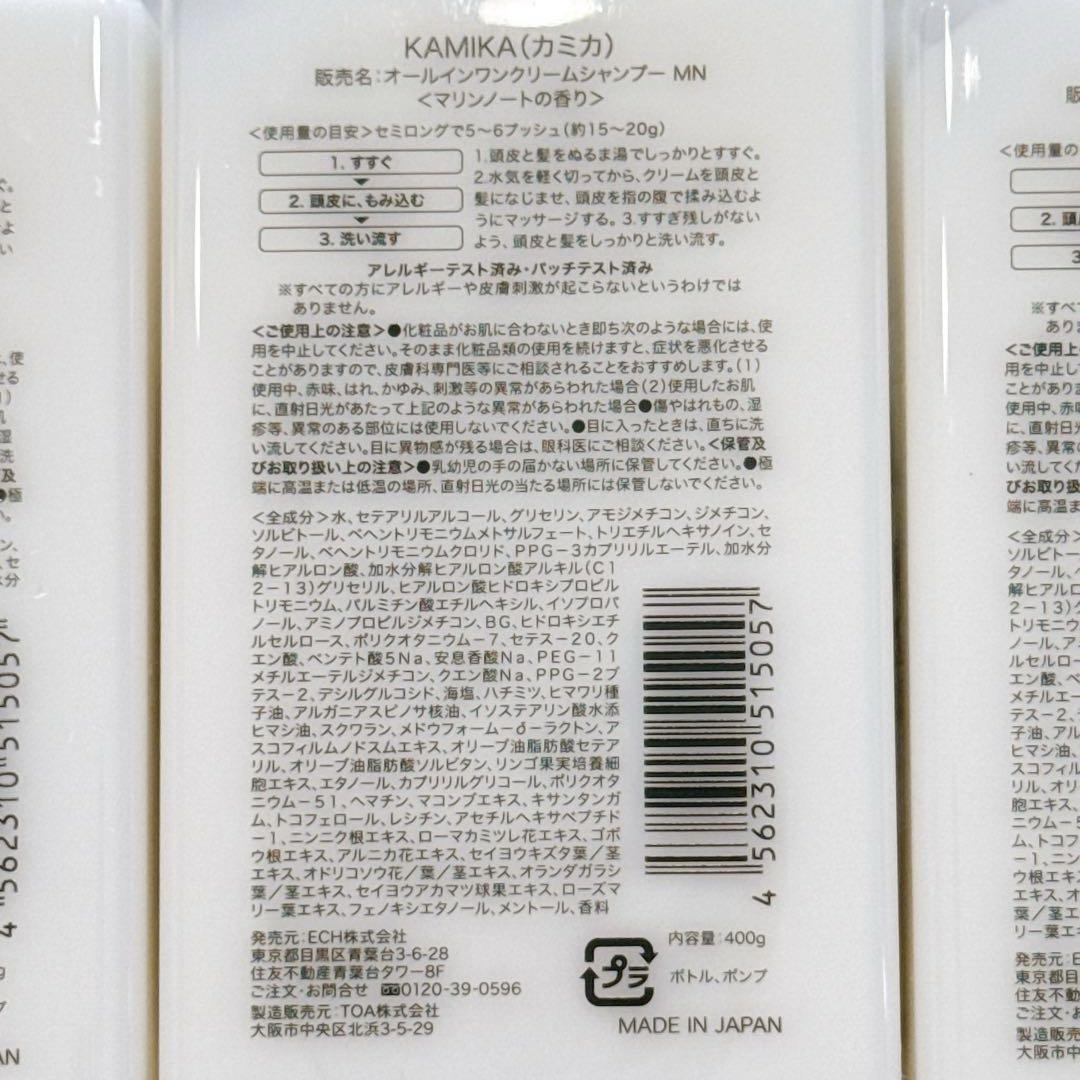 KAMIKA(カミカ)
販売名:オールインワンクリームシャンプー MN
<マリンノートの香り>
<使用量の目安>セミロングで5~6プッシュ(約15~20g)
1. すすぐ
2. 頭皮に、もみ込む
3. 洗い流す
1.頭皮と髪をぬるま湯でしっかりとすすぐ。
2.水気を軽く切ってから、クリームを頭皮と
髪になじませ、頭皮を指の腹で揉み込むよ
うにマッサージする。3.すすぎ残しがない
よう、頭皮と髪をしっかりと洗い流す。
アレルギーテスト済み・パッチテスト済み
※すべての方にアレルギーや皮膚刺激が起こらないというわけでは
ありません。
<ご使用上の注意>●化粧品がお肌に合わないとき即ち次のような場合には、使
用を中止してください。そのまま化粧品類の使用を続けますと、症状を悪化させる
ことがありますので、皮膚科専門医等にご相談されることをおすすめします。(1)
使用中、赤味、はれ、かゆみ、刺激等の異常があらわれた場合(2)使用したお肌
に、直射日光があたって上記のような異常があらわれた場合●傷やはれもの、湿
疹等、異常のある部位には使用しないでください。●目に入ったときは、直ちに洗
い流してください。目に異物感が残る場合は、眼科医にご相談ください。<保管及
びお取り扱い上の注意>●乳幼児の手の届かない場所に保管してください。●極
端に高温または低温の場所、直射日光の当たる場所には保管しないでください。
<全成分>水、セテアリルアルコール、グリセリン、アモジメチコン、ジメチコン、
ソルビトール、ベヘントリモニウムメトサルフェート、トリエチルヘキサノイン、セ
タノール、ベヘントリモニウムクロリド、PPG-3カプリリルエーテル、加水分
解ヒアルロン酸、加水分解ヒアルロン酸アルキル(C1
2-13)グリセリル、ヒアルロン酸ヒドロキシプロピル
トリモニウム、パルミチン酸エチルヘキシル、イソプロパ
ノール、アミノプロピルジメチコン、BG、ヒドロキシエチ
ルセルロース、ポリクオタニウム-7、セテス-20、ク
エン酸、ペンテト酸5Na、安息香酸Na、PEG-11
メチルエーテルジメチコン、クエン酸Na、PPG-2ブ
テス-2、デシルグルコシド、海塩、ハチミツ、ヒマワリ種
子油、アルガニアスピノサ核油、イソステアリン酸水添
ヒマシ油、スクワラン、メドウフォーム-δ-ラクトン、ア
スコフィルムノドスムエキス、オリーブ油脂肪酸セテア
リル、オリーブ油脂肪酸ソルビタン、リンゴ果実培養細
胞エキス、エタノール、カプリリルグリコール、ポリクオタ
ニウム-51、ヘマチン、マコンブエキス、キサンタンガ
ム、トコフェロール、レシチン、アセチルヘキサペプチド
-1、ニンニク根エキス、ローマカミツレ花エキス、ゴボ
ウ根エキス、アルニカ花エキス、セイヨウキズタ葉/茎
エキス、オドリコソウ花/葉/茎エキス、オランダガラシ
葉/茎エキス、セイヨウアカマツ球果エキス、ローズマ
リー葉エキス、フェノキシエタノール、メントール、香料
4 562310 515057
発売元:ECH株式会社
東京都目黒区青葉台3-6-28
住友不動産青葉台タワー8F
ご注文・お問合せ 0120-39-0596
製造販売元:TOA株式会社
大阪市中央区北浜3-5-29
プラ
内容量:400g
ボトル、ポンプ
MADE IN JAPAN